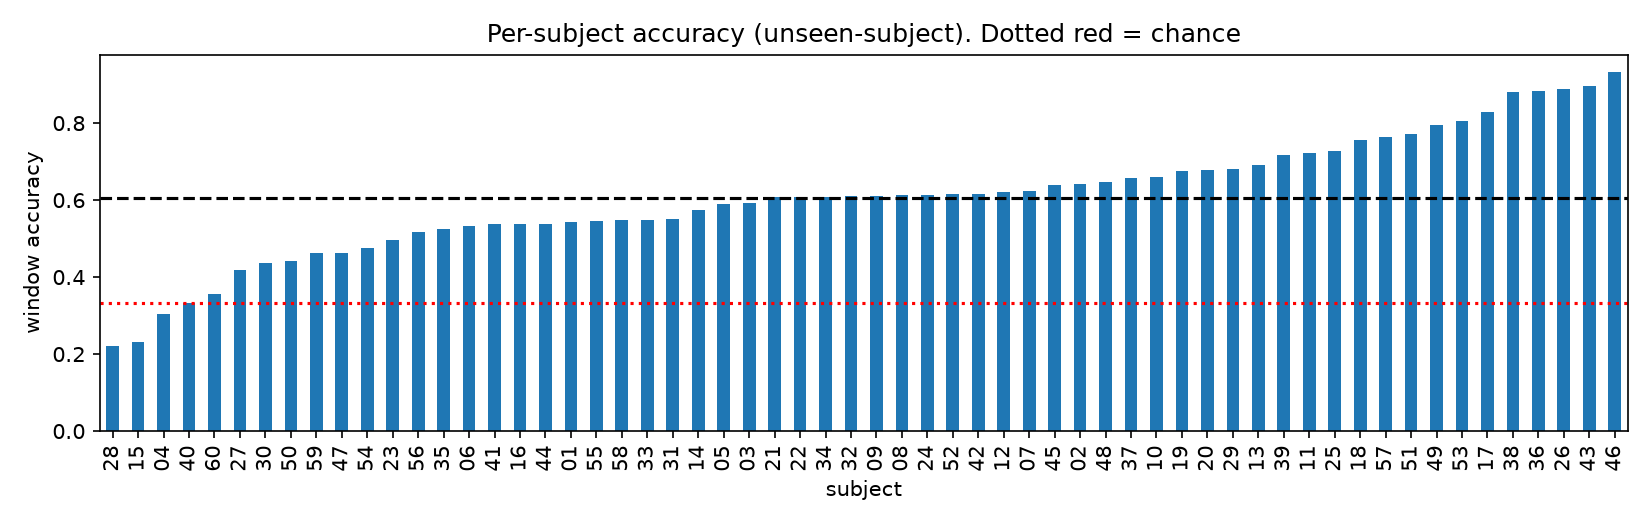 Per-subject accuracy (unseen-subject). Dotted red = chance
window accuracy
0.8
0.6
0.4
0.2
0.0
28 15 04 40 60 27 30 50 59 47 54 23 56 35 06 41 16 44 01 55 58 33 31 14 05 03 21 22 34 32 09 08 24 52 42 12 07 45 02 48 37 10 19 20 29 13 39 11 25 18 57 51 49 53 17 38 36 26 43 46
subject